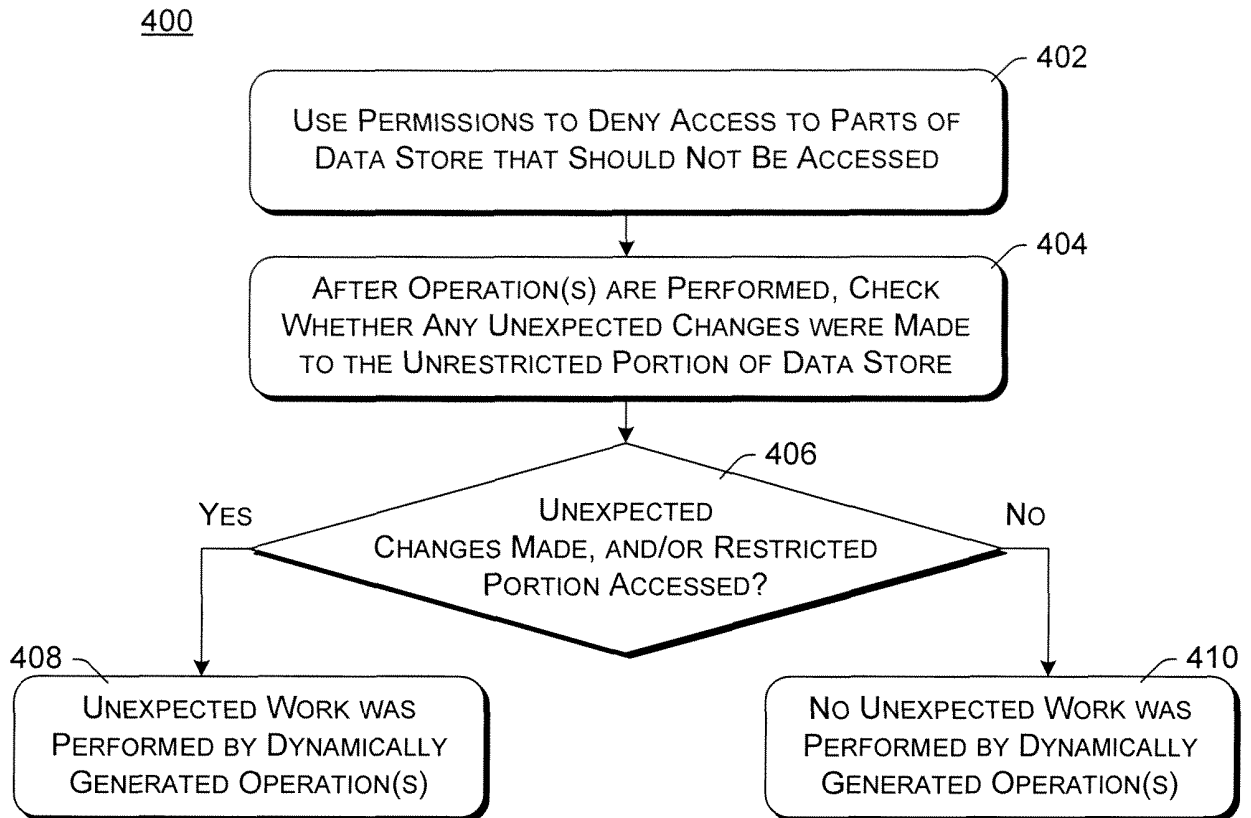 400
402
USE PERMISSIONS TO DENY ACCESS TO PARTS OF
DATA STORE THAT SHOULD NOT BE ACCESSED
404
AFTER OPERATION(S) ARE PERFORMED, CHECK
WHETHER ANY UNEXPECTED CHANGES WERE MADE
TO THE UNRESTRICTED PORTION OF DATA STORE
406
YES
NO
UNEXPECTED
CHANGES MADE, AND/OR RESTRICTED
PORTION ACCESSED?
408
UNEXPECTED WORK WAS
PERFORMED BY DYNAMICALLY
GENERATED OPERATION(S)
410
NO UNEXPECTED WORK WAS
PERFORMED BY DYNAMICALLY
GENERATED OPERATION(S)